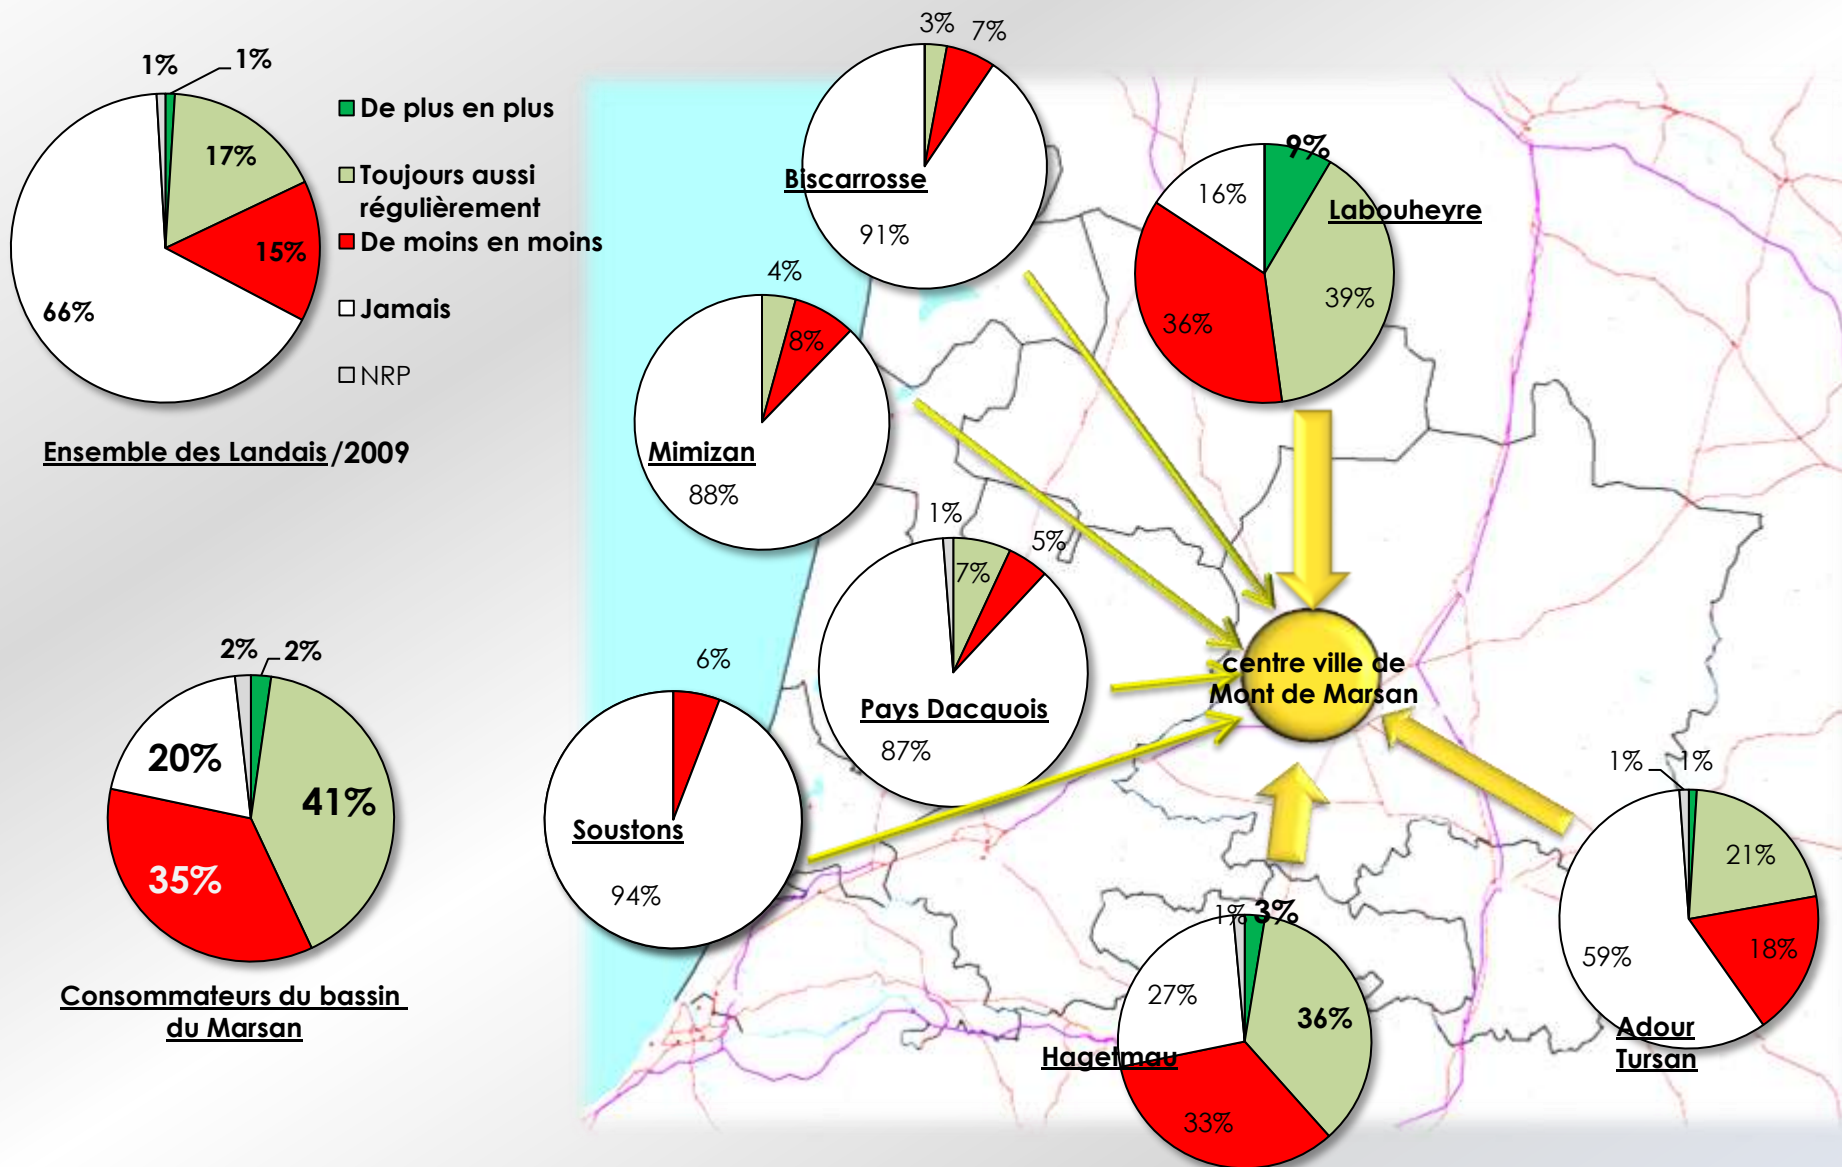 1%
1%
17%
15%
66%
De plus en plus
Toujours aussi
régulièrement
De moins en moins
Jamais
NRP
Ensemble des Landais /2009
3%
7%
Biscarrosse
91%
9%
16%
Labouheyre
39%
36%
4%
8%
Mimizan
88%
1%
5%
7%
Pays Dacquois
87%
centre ville de
Mont de Marsan
6%
Soustons
94%
2%
2%
20%
41%
35%
Consommateurs du bassin
du Marsan
1%
1%
21%
18%
59%
Adour
Tursan
1%
3%
27%
36%
Hagetmau
33%